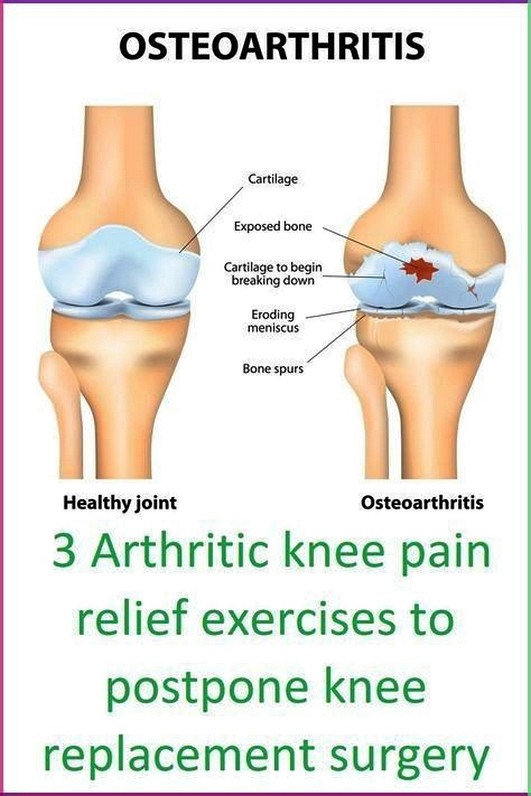 OSTEOARTHRITIS
Cartilage
Exposed bone
Cartilage to begin
breaking down
Eroding
meniscus
Bone spurs
Healthy joint
Osteoarthritis
3 Arthritic knee pain
relief exercises to
postpone knee
replacement surgery